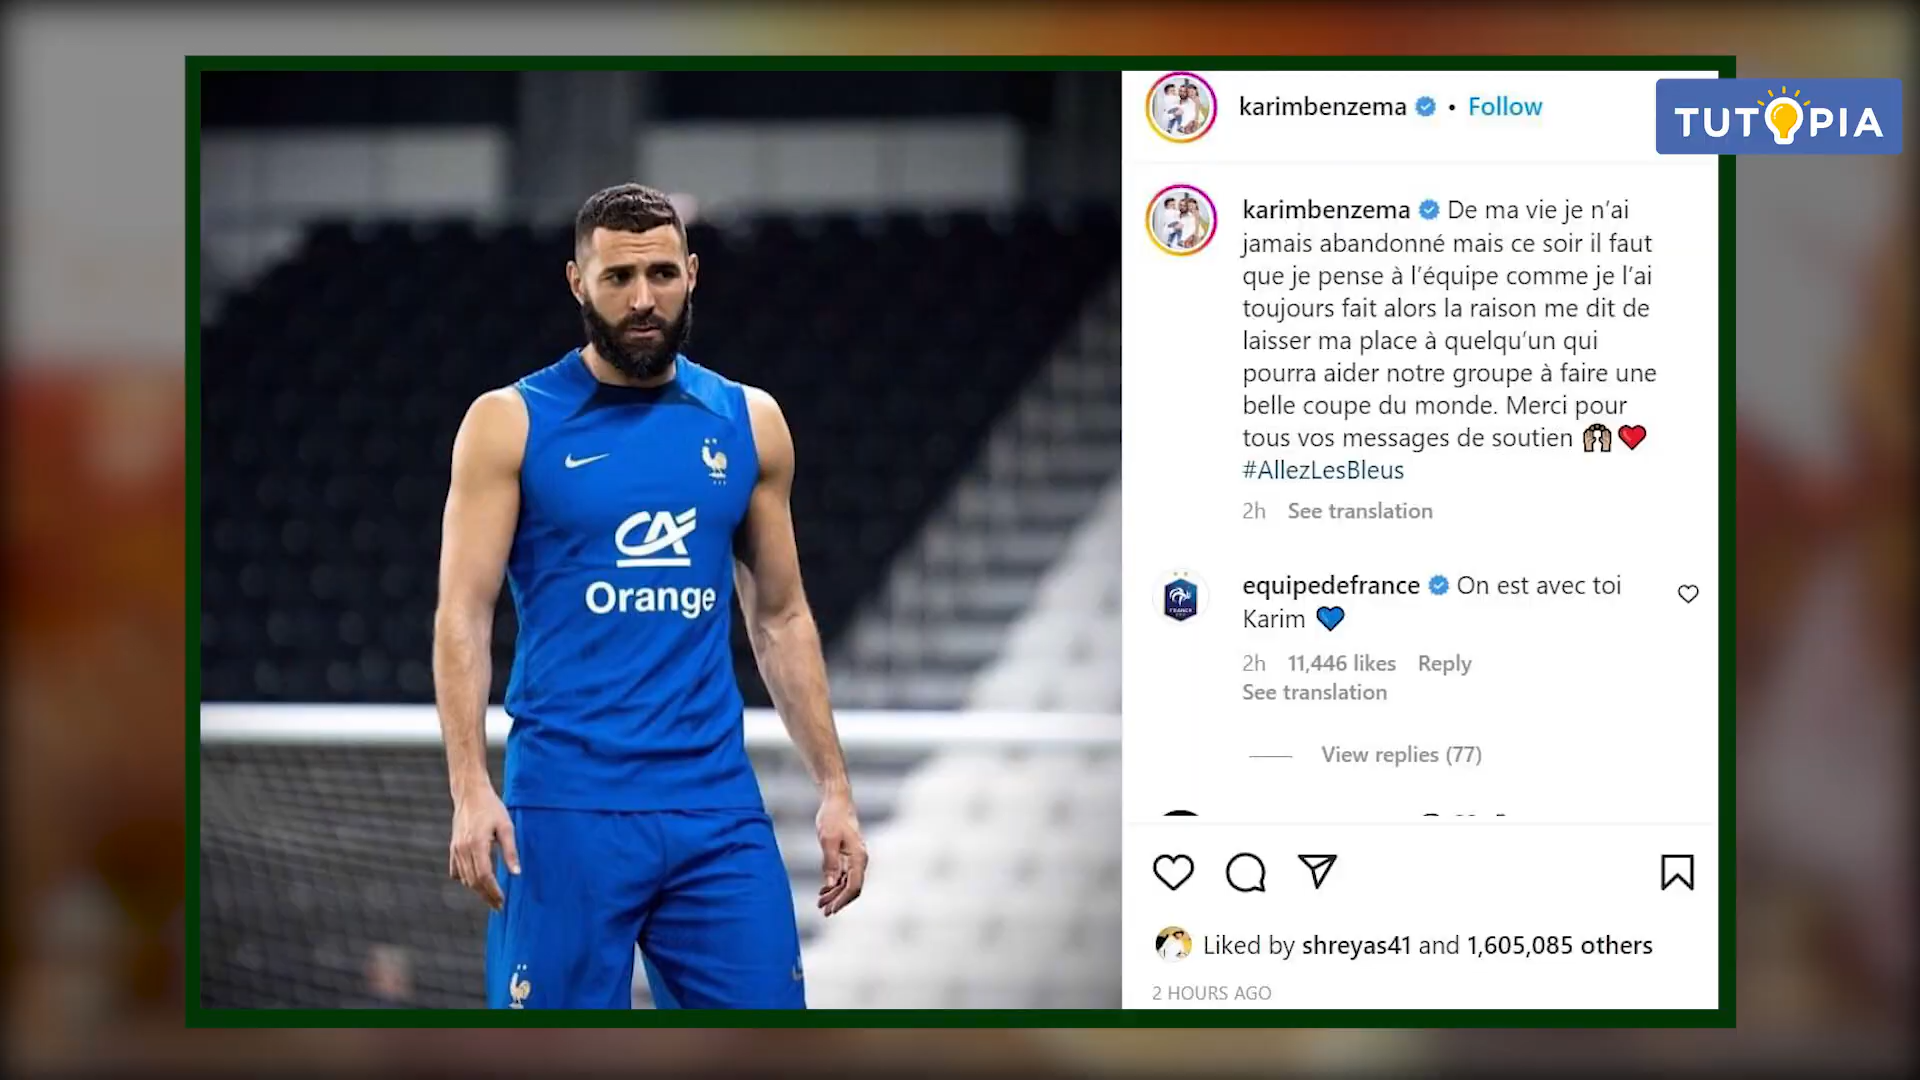 TUTOPIA
karimbenzema • Follow
karimbenzema De ma vie je n’ai
jamais abandonné mais ce soir il faut
que je pense à l’équipe comme je l’ai
toujours fait alors la raison me dit de
laisser ma place à quelqu’un qui
pourra aider notre groupe à faire une
belle coupe du monde. Merci pour
tous vos messages de soutien 🙌🏼❤️
#AllezLesBleus
2h See translation
equipedefrance On est avec toi
Karim 💙
2h 11,446 likes Reply
See translation
View replies (77)
Liked by shreyas41 and 1,605,085 others
2 HOURS AGO
CA
Orange
FRANCE